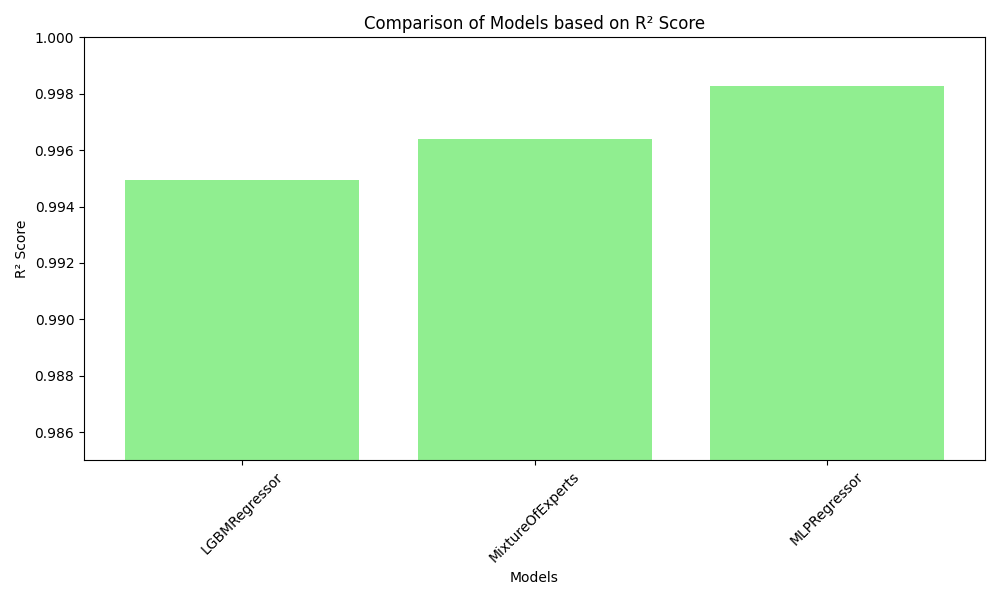 Comparison of Models based on R² Score
R² Score
1.000
0.998
0.996
0.994
0.992
0.990
0.988
0.986
LGBMRegressor
MixtureOfExperts
MLPRegressor
Models